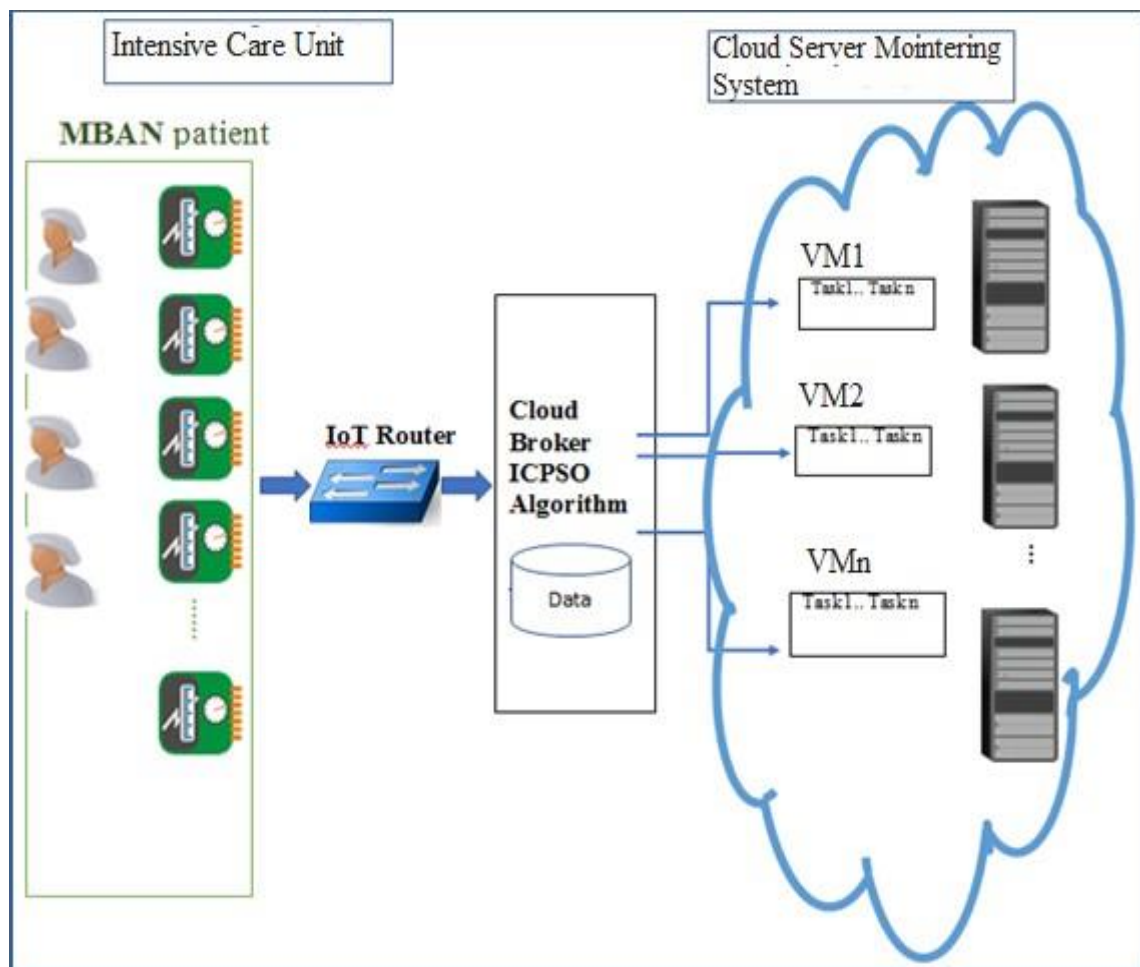 Intensive Care Unit
Cloud Server Mointering
System
MBAN patient
IoT Router
Cloud
Broker
ICPSO
Algorithm
Data
VM1
Task1.. Taskn
VM2
Task1.. Taskn
VMn
Task1.. Taskn